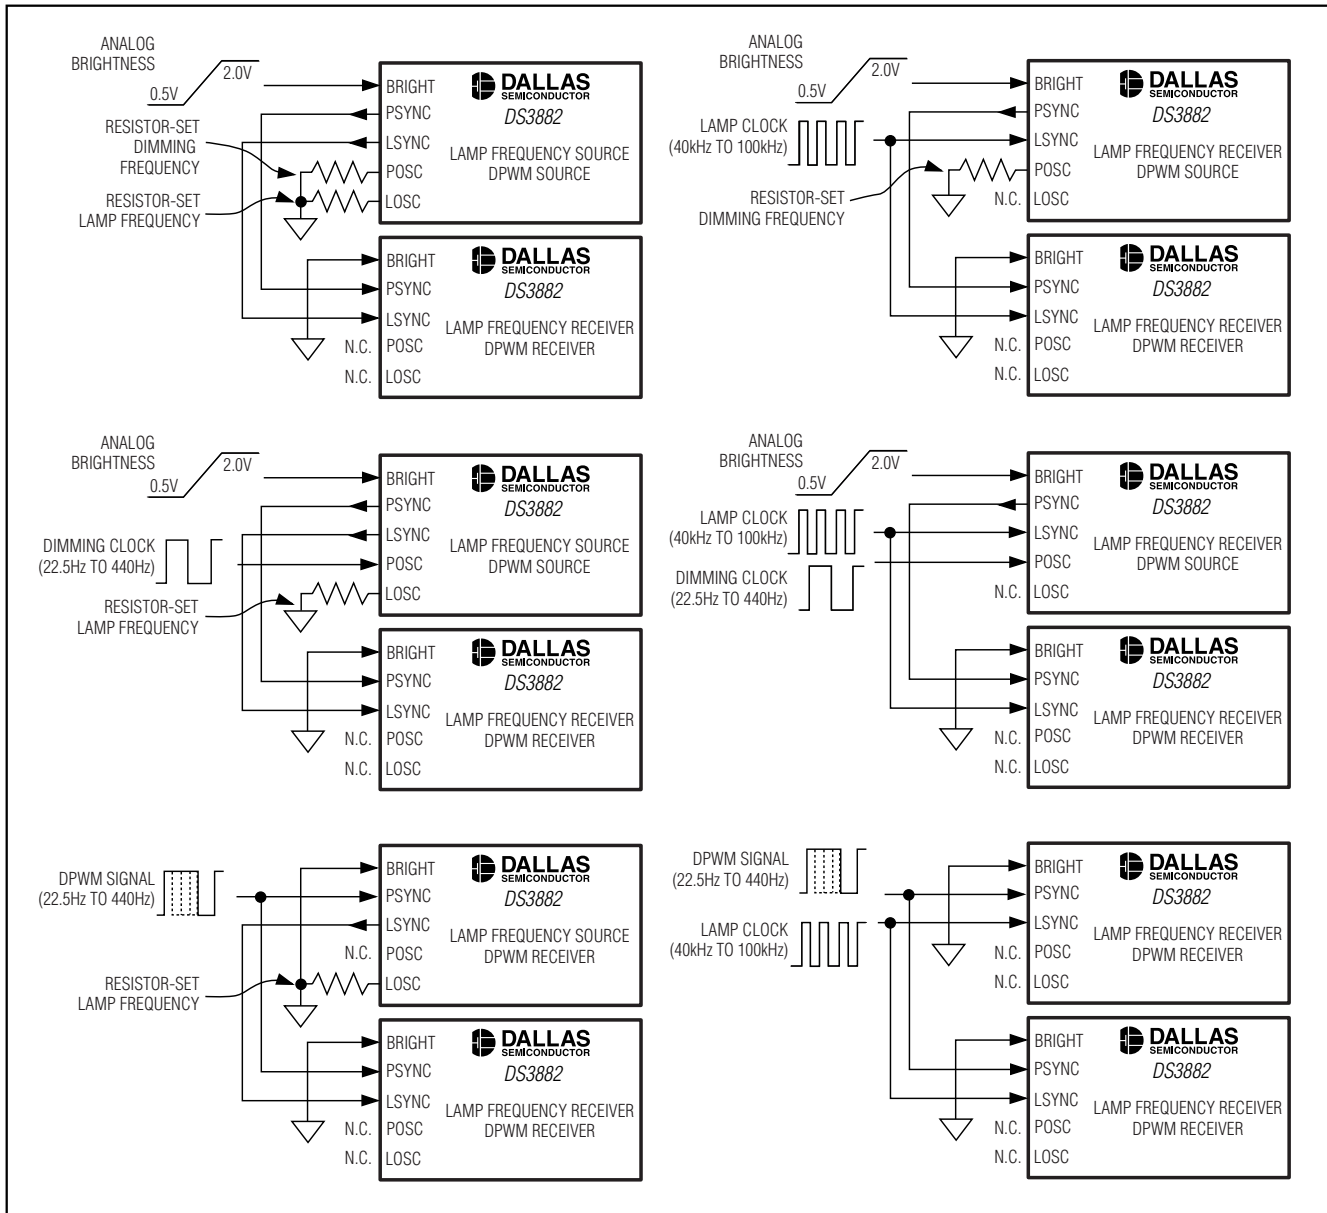 ANALOG
BRIGHTNESS
0.5V
2.0V
RESISTOR-SET
DIMMING
FREQUENCY
RESISTOR-SET
LAMP FREQUENCY
BRIGHT
PSYNC
LSYNC
POSC
LOSC
DALLAS
SEMICONDUCTOR
DS3882
LAMP FREQUENCY SOURCE
DPWM SOURCE
BRIGHT
PSYNC
LSYNC
N.C. POSC
N.C. LOSC
DALLAS
SEMICONDUCTOR
DS3882
LAMP FREQUENCY RECEIVER
DPWM RECEIVER
ANALOG
BRIGHTNESS
0.5V
2.0V
LAMP CLOCK
(40kHz TO 100kHz)
RESISTOR-SET
DIMMING FREQUENCY
BRIGHT
PSYNC
LSYNC
POSC
N.C. LOSC
DALLAS
SEMICONDUCTOR
DS3882
LAMP FREQUENCY RECEIVER
DPWM SOURCE
BRIGHT
PSYNC
LSYNC
N.C. POSC
N.C. LOSC
DALLAS
SEMICONDUCTOR
DS3882
LAMP FREQUENCY RECEIVER
DPWM RECEIVER
ANALOG
BRIGHTNESS
0.5V
2.0V
DIMMING CLOCK
(22.5Hz TO 440Hz)
RESISTOR-SET
LAMP FREQUENCY
BRIGHT
PSYNC
LSYNC
POSC
LOSC
DALLAS
SEMICONDUCTOR
DS3882
LAMP FREQUENCY SOURCE
DPWM SOURCE
BRIGHT
PSYNC
LSYNC
N.C. POSC
N.C. LOSC
DALLAS
SEMICONDUCTOR
DS3882
LAMP FREQUENCY RECEIVER
DPWM RECEIVER
ANALOG
BRIGHTNESS
0.5V
2.0V
LAMP CLOCK
(40kHz TO 100kHz)
DIMMING CLOCK
(22.5Hz TO 440Hz)
BRIGHT
PSYNC
LSYNC
POSC
N.C. LOSC
DALLAS
SEMICONDUCTOR
DS3882
LAMP FREQUENCY RECEIVER
DPWM SOURCE
BRIGHT
PSYNC
LSYNC
N.C. POSC
N.C. LOSC
DALLAS
SEMICONDUCTOR
DS3882
LAMP FREQUENCY RECEIVER
DPWM RECEIVER
DPWM SIGNAL
(22.5Hz TO 440Hz)
RESISTOR-SET
LAMP FREQUENCY
BRIGHT
PSYNC
LSYNC
N.C. POSC
LOSC
DALLAS
SEMICONDUCTOR
DS3882
LAMP FREQUENCY SOURCE
DPWM RECEIVER
BRIGHT
PSYNC
LSYNC
N.C. POSC
N.C. LOSC
DALLAS
SEMICONDUCTOR
DS3882
LAMP FREQUENCY RECEIVER
DPWM RECEIVER
DPWM SIGNAL
(22.5Hz TO 440Hz)
LAMP CLOCK
(40kHz TO 100kHz)
BRIGHT
PSYNC
LSYNC
N.C. POSC
N.C. LOSC
DALLAS
SEMICONDUCTOR
DS3882
LAMP FREQUENCY RECEIVER
DPWM RECEIVER
BRIGHT
PSYNC
LSYNC
N.C. POSC
N.C. LOSC
DALLAS
SEMICONDUCTOR
DS3882
LAMP FREQUENCY RECEIVER
DPWM RECEIVER